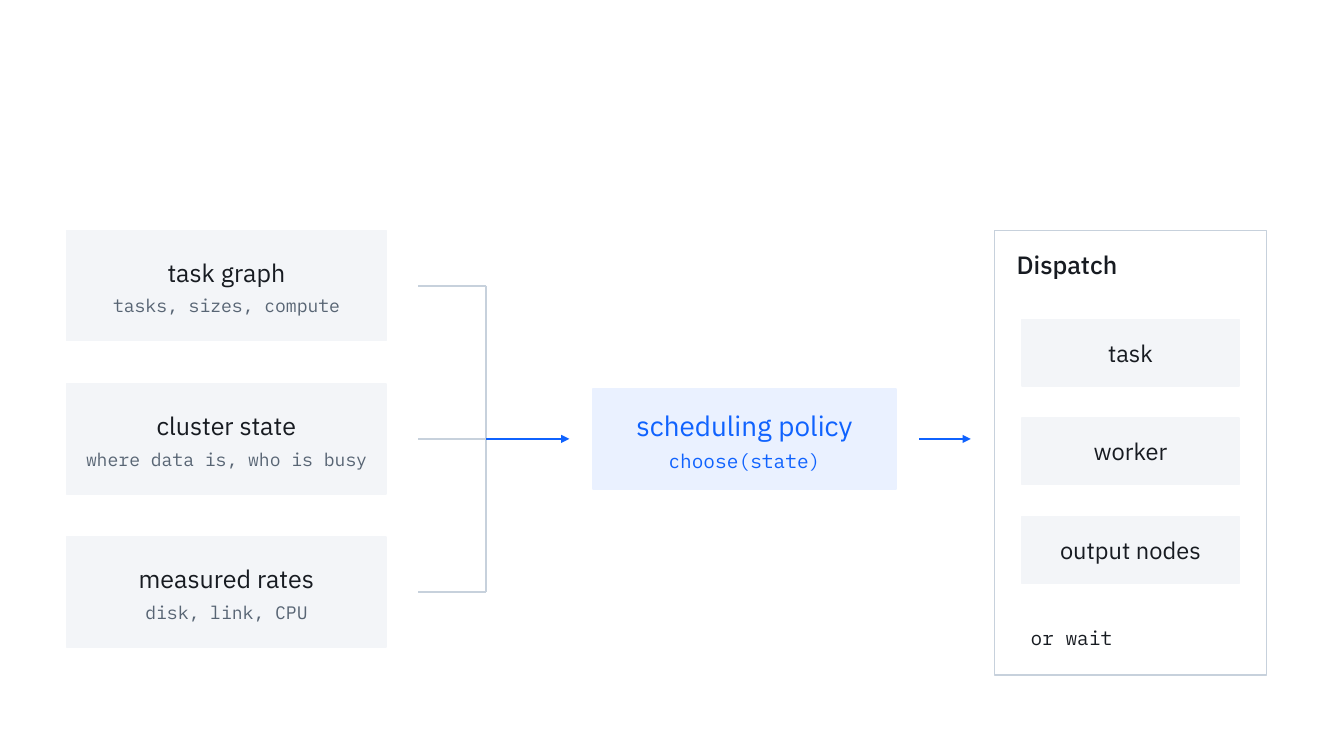 task graph
tasks, sizes, compute
cluster state
where data is, who is busy
measured rates
disk, link, CPU
scheduling policy
choose(state)
Dispatch
task
worker
output nodes
or wait